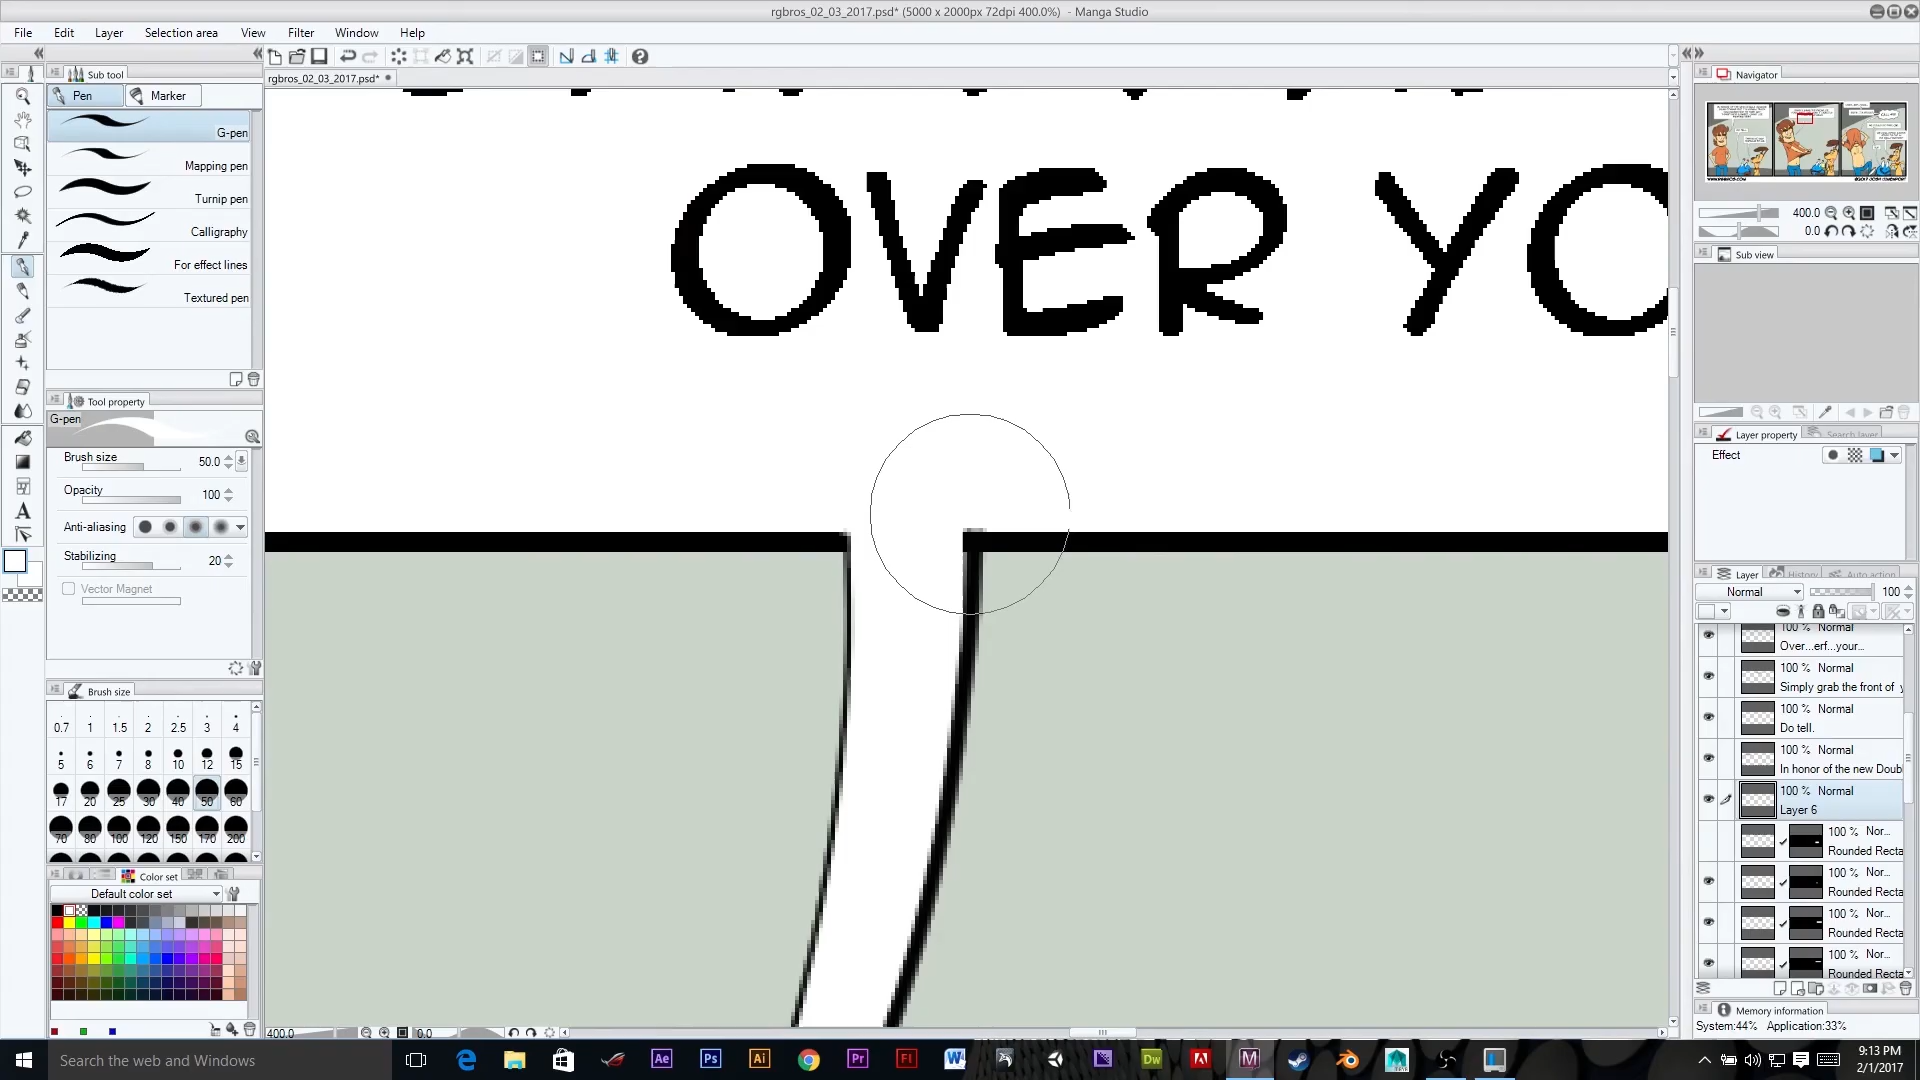 rgbros_02_03_2017.psd* (5000 x 2000px 72dpi 400.0%) - Manga Studio
File Edit Layer Selection area View Filter Window Help
Sub tool
rgbros_02_03_2017.psd*
Navigator
Pen Marker
G-pen
Mapping pen
Turnip pen
Calligraphy
For effect lines
Textured pen
OVER YO
400.0
0.0
Sub view
Tool property
G-pen
Brush size 50.0
Opacity 100
Anti-aliasing
Stabilizing 20
Vector Magnet
Layer property Search layer
Effect
Layer History Auto action
Normal 100
100 % Normal
Over...erf...your...
100 % Normal
Simply grab the front of y
100 % Normal
Do tell.
100 % Normal
In honor of the new Doubl
100 % Normal
Layer 6
100 % Nor...
Rounded Recta
100 % Nor...
Rounded Recta
100 % Nor...
Rounded Recta
100 % Nor...
Rounded Recta
Brush size
0.7 1 1.5 2 2.5 3 4
5 6 7 8 10 12 15
17 20 25 30 40 50 60
70 80 100 120 150 170 200
Color set
Default color set
400.0 0.0
Memory information
System:44% Application:33%
Search the web and Windows
Ae Ps Ai Pr Fl W Dw M
9:13 PM
2/1/2017